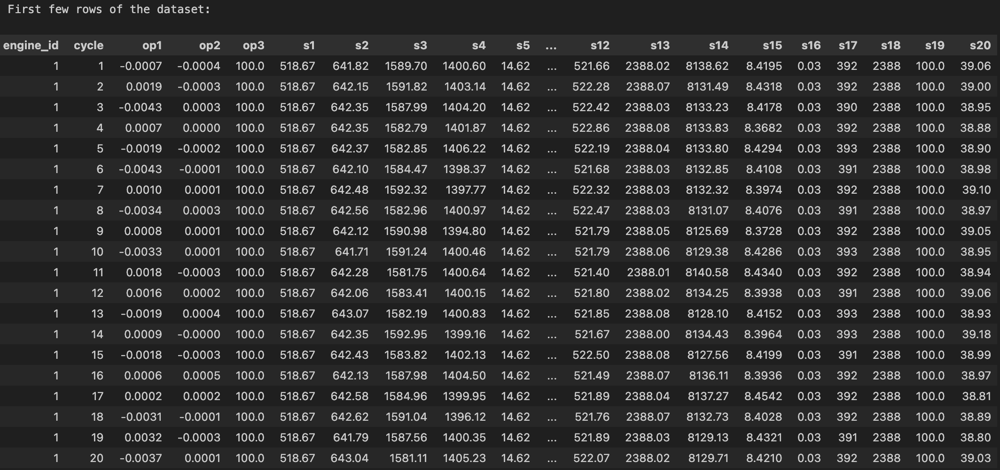 First few rows of the dataset:
engine_id cycle op1 op2 op3 s1 s2 s3 s4 s5 ... s12 s13 s14 s15 s16 s17 s18 s19 s20
1 1 -0.0007 -0.0004 100.0 518.67 641.82 1589.70 1400.60 14.62 ... 521.66 2388.02 8138.62 8.4195 0.03 392 2388 100.0 39.06
1 2 0.0019 -0.0003 100.0 518.67 642.15 1591.82 1403.14 14.62 ... 522.28 2388.07 8131.49 8.4318 0.03 392 2388 100.0 39.00
1 3 -0.0043 0.0003 100.0 518.67 642.35 1587.99 1404.20 14.62 ... 522.42 2388.03 8133.23 8.4178 0.03 390 2388 100.0 38.95
1 4 0.0007 0.0000 100.0 518.67 642.35 1582.79 1401.87 14.62 ... 522.86 2388.08 8133.83 8.3682 0.03 392 2388 100.0 38.88
1 5 -0.0019 -0.0002 100.0 518.67 642.37 1582.85 1406.22 14.62 ... 522.19 2388.04 8133.80 8.4294 0.03 393 2388 100.0 38.90
1 6 -0.0043 -0.0001 100.0 518.67 642.10 1584.47 1398.37 14.62 ... 521.68 2388.03 8132.85 8.4108 0.03 391 2388 100.0 38.98
1 7 0.0010 0.0001 100.0 518.67 642.48 1592.32 1397.77 14.62 ... 522.32 2388.03 8132.32 8.3974 0.03 392 2388 100.0 39.10
1 8 -0.0034 0.0003 100.0 518.67 642.56 1582.96 1400.97 14.62 ... 522.47 2388.03 8131.07 8.4076 0.03 391 2388 100.0 38.97
1 9 0.0008 0.0001 100.0 518.67 642.12 1590.98 1394.80 14.62 ... 521.79 2388.05 8125.69 8.3728 0.03 392 2388 100.0 39.05
1 10 -0.0033 0.0001 100.0 518.67 641.71 1591.24 1400.46 14.62 ... 521.79 2388.06 8129.38 8.4286 0.03 393 2388 100.0 38.95
1 11 0.0018 -0.0003 100.0 518.67 642.28 1581.75 1400.64 14.62 ... 521.40 2388.01 8140.58 8.4340 0.03 392 2388 100.0 38.94
1 12 0.0016 0.0002 100.0 518.67 642.06 1583.41 1400.15 14.62 ... 521.80 2388.02 8134.25 8.3938 0.03 391 2388 100.0 39.06
1 13 -0.0019 0.0004 100.0 518.67 643.07 1582.19 1400.83 14.62 ... 521.85 2388.08 8128.10 8.4152 0.03 393 2388 100.0 38.93
1 14 0.0009 -0.0000 100.0 518.67 642.35 1592.95 1399.16 14.62 ... 521.67 2388.00 8134.43 8.3964 0.03 393 2388 100.0 39.18
1 15 -0.0018 -0.0003 100.0 518.67 642.43 1583.82 1402.13 14.62 ... 522.50 2388.08 8127.56 8.4199 0.03 391 2388 100.0 38.99
1 16 0.0006 0.0005 100.0 518.67 642.13 1587.98 1404.50 14.62 ... 521.49 2388.07 8136.11 8.3936 0.03 392 2388 100.0 38.97
1 17 0.0002 0.0002 100.0 518.67 642.58 1584.96 1399.95 14.62 ... 521.89 2388.04 8137.27 8.4542 0.03 392 2388 100.0 38.81
1 18 -0.0031 -0.0001 100.0 518.67 642.62 1591.04 1396.12 14.62 ... 521.76 2388.07 8132.73 8.4028 0.03 392 2388 100.0 38.89
1 19 0.0032 -0.0003 100.0 518.67 641.79 1587.56 1400.35 14.62 ... 521.89 2388.03 8129.13 8.4321 0.03 391 2388 100.0 38.80
1 20 -0.0037 0.0001 100.0 518.67 643.04 1581.11 1405.23 14.62 ... 522.07 2388.02 8129.71 8.4210 0.03 392 2388 100.0 39.03